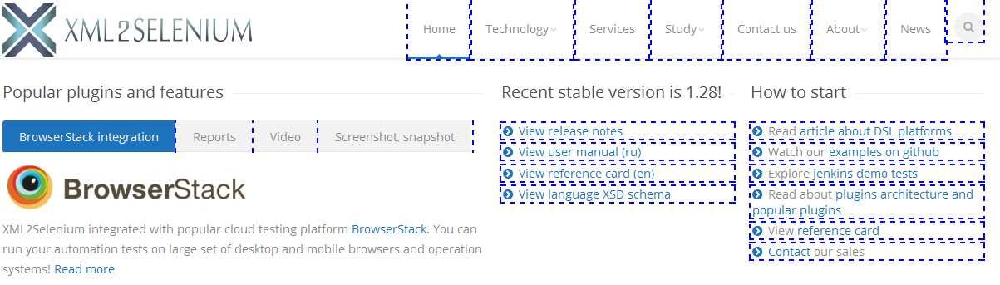 XML2SELENIUM
Home Technology Services Study Contact us About News
Popular plugins and features
BrowserStack integration Reports Video Screenshot, snapshot
BrowserStack
XML2Selenium integrated with popular cloud testing platform BrowserStack. You can
run your automation tests on large set of desktop and mobile browsers and operation
systems! Read more
Recent stable version is 1.28!
View release notes
View user manual (ru)
View reference card (en)
View language XSD schema
How to start
Read article about DSL platforms
Watch our examples on github
Explore jenkins demo tests
Read about plugins architecture and
popular plugins
View reference card
Contact our sales